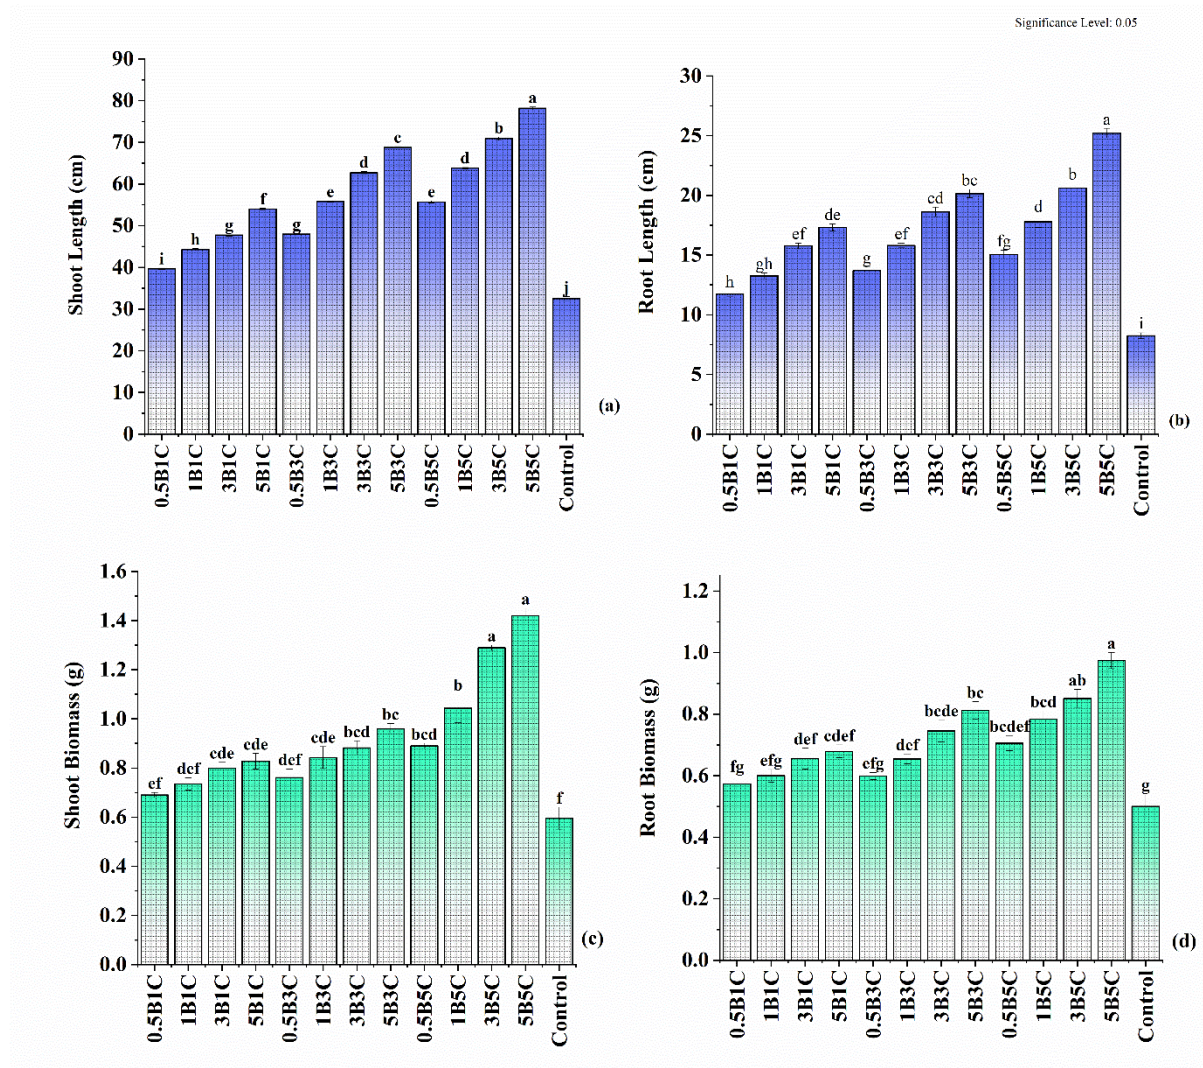 Significance Level: 0.05
90
80
70
60
50
40
30
20
10
0
Shoot Length (cm)
i
h
g
f
g
e
d
c
e
d
b
a
j
0.5B1C
1B1C
3B1C
5B1C
0.5B3C
1B3C
3B3C
5B3C
0.5B5C
1B5C
3B5C
5B5C
Control
(a)
30
25
20
15
10
5
0
Root Length (cm)
h
gh
ef
de
g
ef
cd
bc
fg
d
b
a
i
0.5B1C
1B1C
3B1C
5B1C
0.5B3C
1B3C
3B3C
5B3C
0.5B5C
1B5C
3B5C
5B5C
Control
(b)
1.6
1.4
1.2
1.0
0.8
0.6
0.4
0.2
0.0
Shoot Biomass (g)
ef
def
cde
cde
def
cde
bcd
bc
bcd
b
a
a
f
0.5B1C
1B1C
3B1C
5B1C
0.5B3C
1B3C
3B3C
5B3C
0.5B5C
1B5C
3B5C
5B5C
Control
(c)
1.2
1.0
0.8
0.6
0.4
0.2
0.0
Root Biomass (g)
fg
efg
def
cdef
efg
def
bcde
bc
bcdef
bcd
ab
a
g
0.5B1C
1B1C
3B1C
5B1C
0.5B3C
1B3C
3B3C
5B3C
0.5B5C
1B5C
3B5C
5B5C
Control
(d)